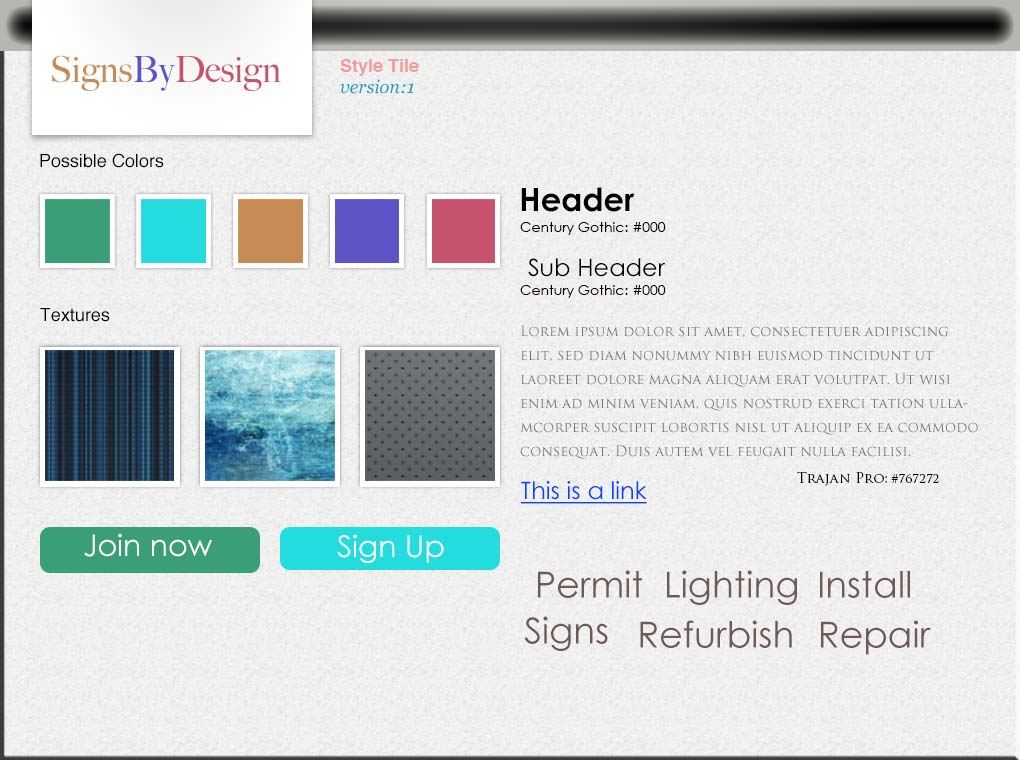 SignsByDesign
Style Tile
version:1
Possible Colors
Textures
Join now
Sign Up
Header
Century Gothic: #000
Sub Header
Century Gothic: #000
Lorem ipsum dolor sit amet, consectetuer adipiscing
elit, sed diam nonummy nibh euismod tincidunt ut
laoreet dolore magna aliquam erat volutpat. Ut wisi
enim ad minim veniam, quis nostrud exerci tation ulla-
mcorper suscipit lobortis nisl ut aliquip ex ea commodo
consequat. Duis autem vel feugait nulla facilisi.
Trajan Pro: #767272
This is a link
Permit Lighting Install
Signs Refurbish Repair